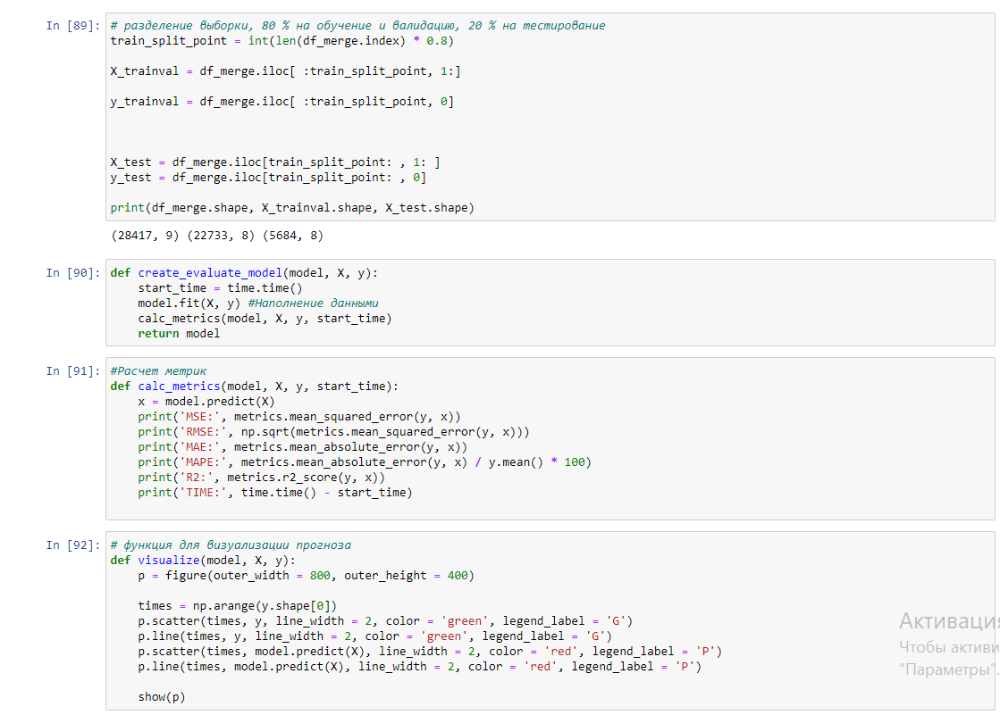 In [89]:
# разделение выборки, 80 % на обучение и валидацию, 20 % на тестирование
train_split_point = int(len(df_merge.index) * 0.8)
X_trainval = df_merge.iloc[ :train_split_point, 1:]
y_trainval = df_merge.iloc[ :train_split_point, 0]
X_test = df_merge.iloc[train_split_point: , 1: ]
y_test = df_merge.iloc[train_split_point: , 0]
print(df_merge.shape, X_trainval.shape, X_test.shape)
(28417, 9) (22733, 8) (5684, 8)
In [90]:
def create_evaluate_model(model, X, y):
    start_time = time.time()
    model.fit(X, y) #Наполнение данными
    calc_metrics(model, X, y, start_time)
    return model
In [91]:
#Расчет метрик
def calc_metrics(model, X, y, start_time):
    x = model.predict(X)
    print('MSE:', metrics.mean_squared_error(y, x))
    print('RMSE:', np.sqrt(metrics.mean_squared_error(y, x)))
    print('MAE:', metrics.mean_absolute_error(y, x))
    print('MAPE:', metrics.mean_absolute_error(y, x) / y.mean() * 100)
    print('R2:', metrics.r2_score(y, x))
    print('TIME:', time.time() - start_time)
In [92]:
# функция для визуализации прогноза
def visualize(model, X, y):
    p = figure(outer_width = 800, outer_height = 400)
    times = np.arange(y.shape[0])
    p.scatter(times, y, line_width = 2, color = 'green', legend_label = 'G')
    p.line(times, y, line_width = 2, color = 'green', legend_label = 'G')
    p.scatter(times, model.predict(X), line_width = 2, color = 'red', legend_label = 'P')
    p.line(times, model.predict(X), line_width = 2, color = 'red', legend_label = 'P')
    show(p)
Активация
Чтобы активи
"Параметры".